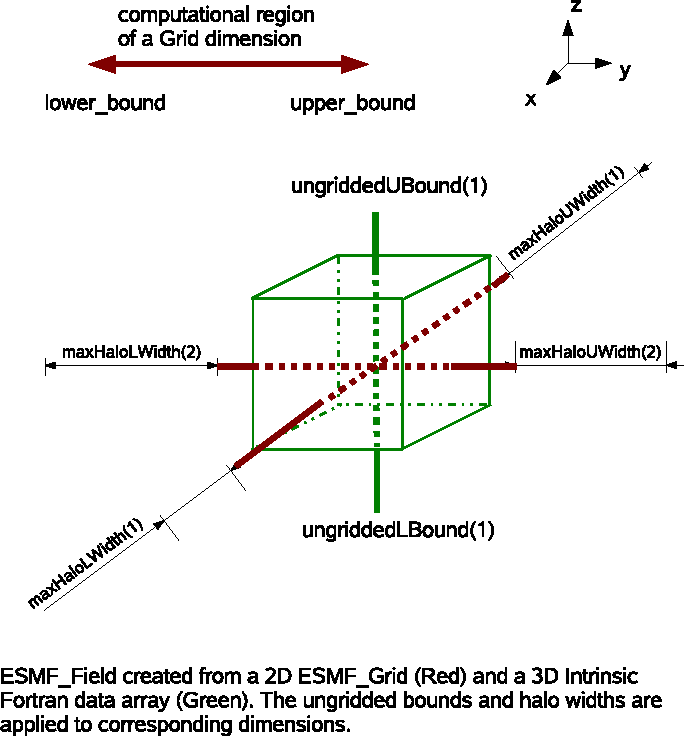 computational region
of a Grid dimension
lower_bound
upper_bound
z
y
x
ungriddedUBound(1)
maxHaloUWidth(1)
maxHaloLWidth(2)
maxHaloUWidth(2)
maxHaloLWidth(1)
ungriddedLBound(1)
ESMF_Field created from a 2D ESMF_Grid (Red) and a 3D Intrinsic
Fortran data array (Green). The ungridded bounds and halo widths are
applied to corresponding dimensions.